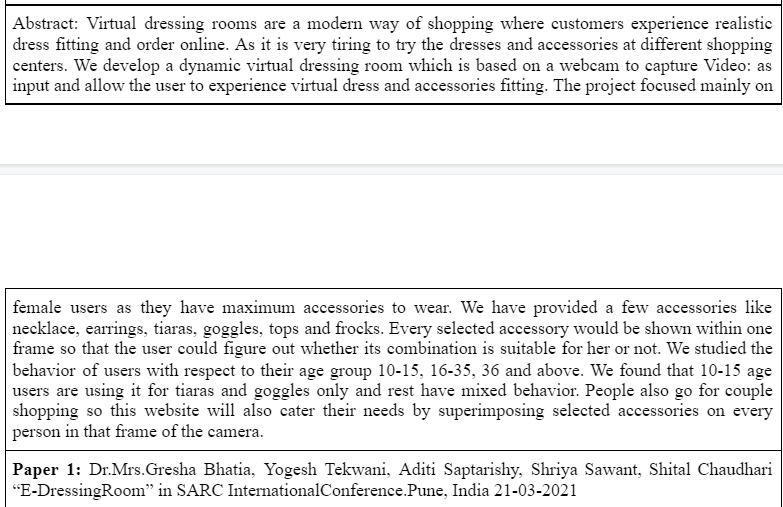 Abstract: Virtual dressing rooms are a modern way of shopping where customers experience realistic
dress fitting and order online. As it is very tiring to try the dresses and accessories at different shopping
centers. We develop a dynamic virtual dressing room which is based on a webcam to capture Video: as
input and allow the user to experience virtual dress and accessories fitting. The project focused mainly on
female users as they have maximum accessories to wear. We have provided a few accessories like
necklace, earrings, tiaras, goggles, tops and frocks. Every selected accessory would be shown within one
frame so that the user could figure out whether its combination is suitable for her or not. We studied the
behavior of users with respect to their age group 10-15, 16-35, 36 and above. We found that 10-15 age
users are using it for tiaras and goggles only and rest have mixed behavior. People also go for couple
shopping so this website will also cater their needs by superimposing selected accessories on every
person in that frame of the camera.
Paper 1: Dr.Mrs.Gresha Bhatia, Yogesh Tekwani, Aditi Saptarishy, Shriya Sawant, Shital Chaudhari
“E-DressingRoom” in SARC InternationalConference.Pune, India 21-03-2021